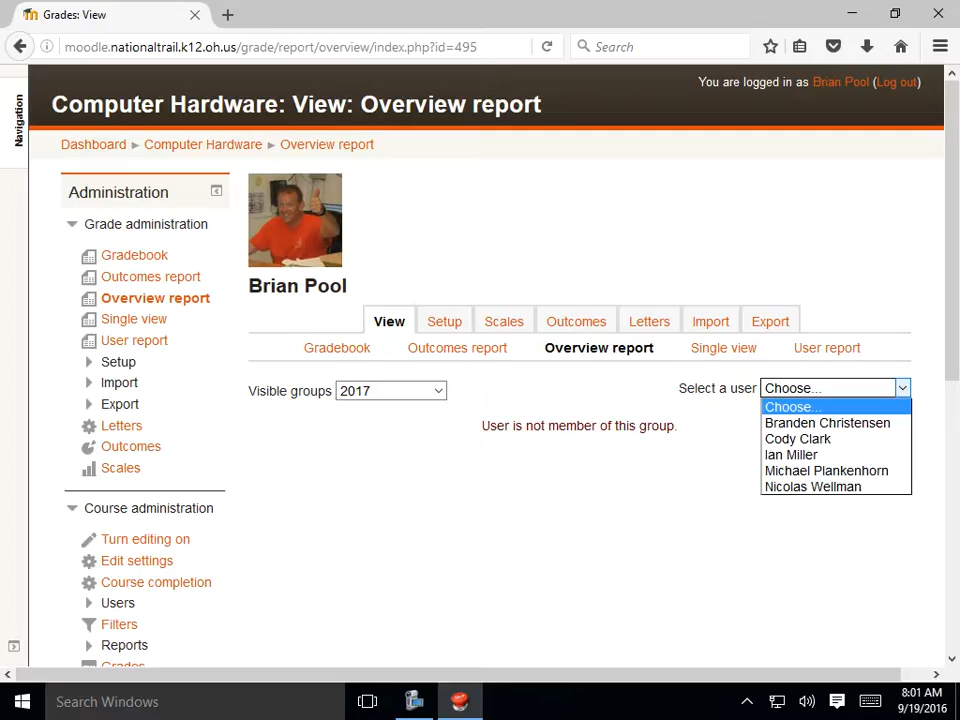 Grades: View
moodle.nationaltrail.k12.oh.us/grade/report/overview/index.php?id=495
Search
You are logged in as Brian Pool (Log out)
Computer Hardware: View: Overview report
Navigation
Dashboard ► Computer Hardware ► Overview report
Administration
Grade administration
Gradebook
Outcomes report
Overview report
Single view
User report
Setup
Import
Export
Letters
Outcomes
Scales
Course administration
Turn editing on
Edit settings
Course completion
Users
Filters
Reports
Grades
Brian Pool
View Setup Scales Outcomes Letters Import Export
Gradebook Outcomes report Overview report Single view User report
Visible groups 2017
Select a user Choose...
Choose...
Branden Christensen
Cody Clark
Ian Miller
Michael Plankenhorn
Nicolas Wellman
User is not member of this group.
Search Windows
8:01 AM
9/19/2016